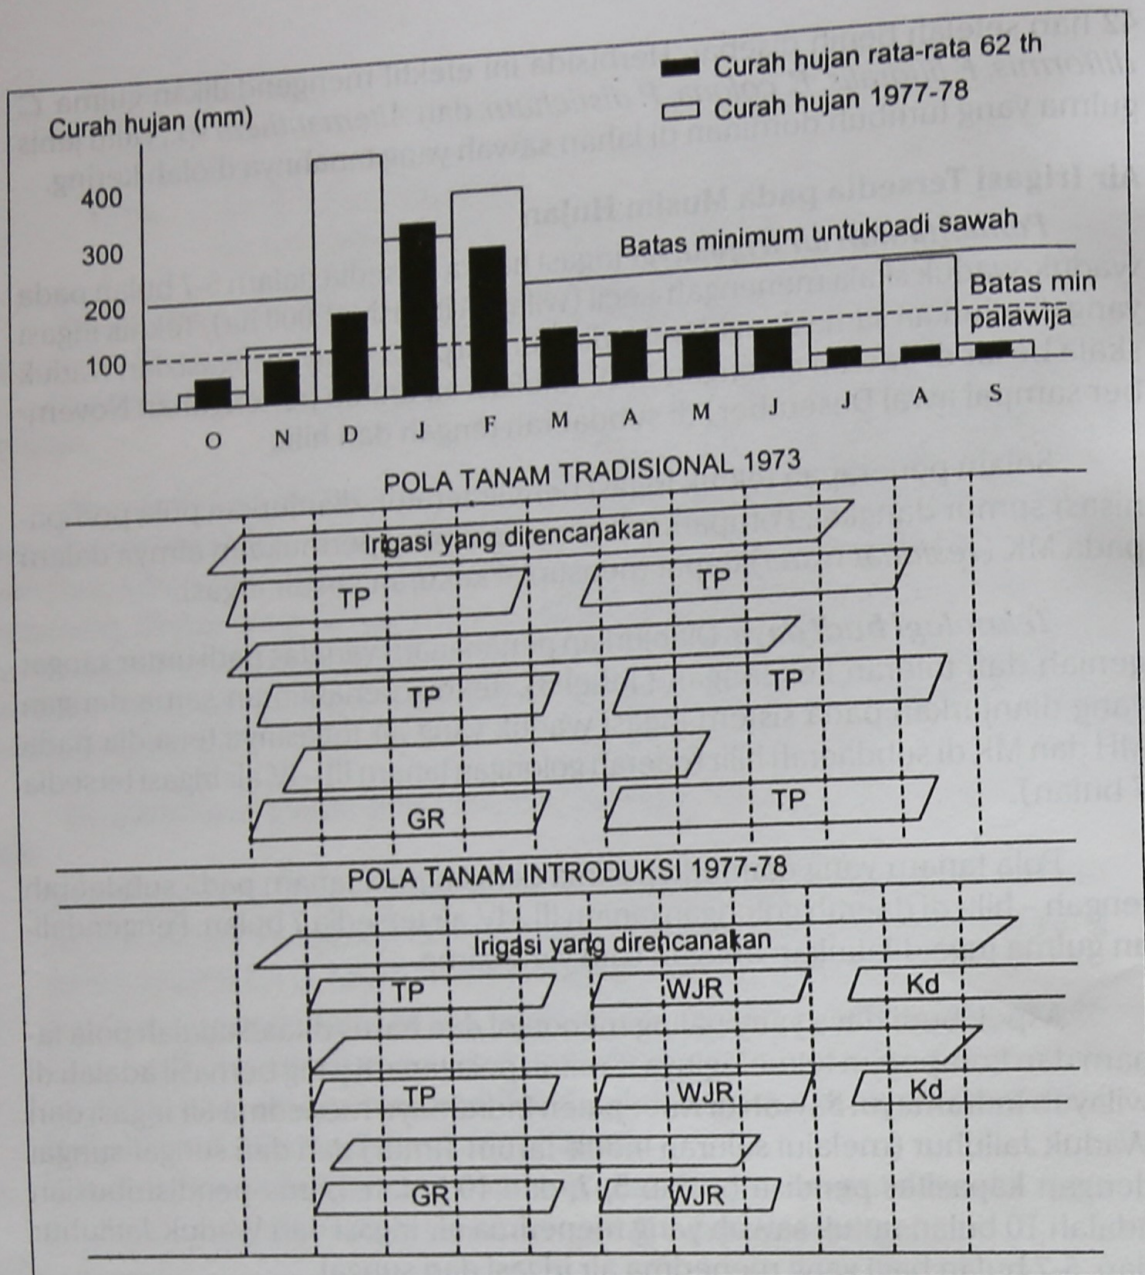 Curah hujan rata-rata 62 th
Curah hujan 1977-78
Curah hujan (mm)
400
300
200
100
Batas minimum untukpadi sawah
Batas min
palawija
O N D J F M A M J J A S
POLA TANAM TRADISIONAL 1973
Irigasi yang direncanakan
TP TP
TP TP
GR TP
POLA TANAM INTRODUKSI 1977-78
Irigasi yang direncanakan
TP WJR Kd
TP WJR Kd
GR WJR